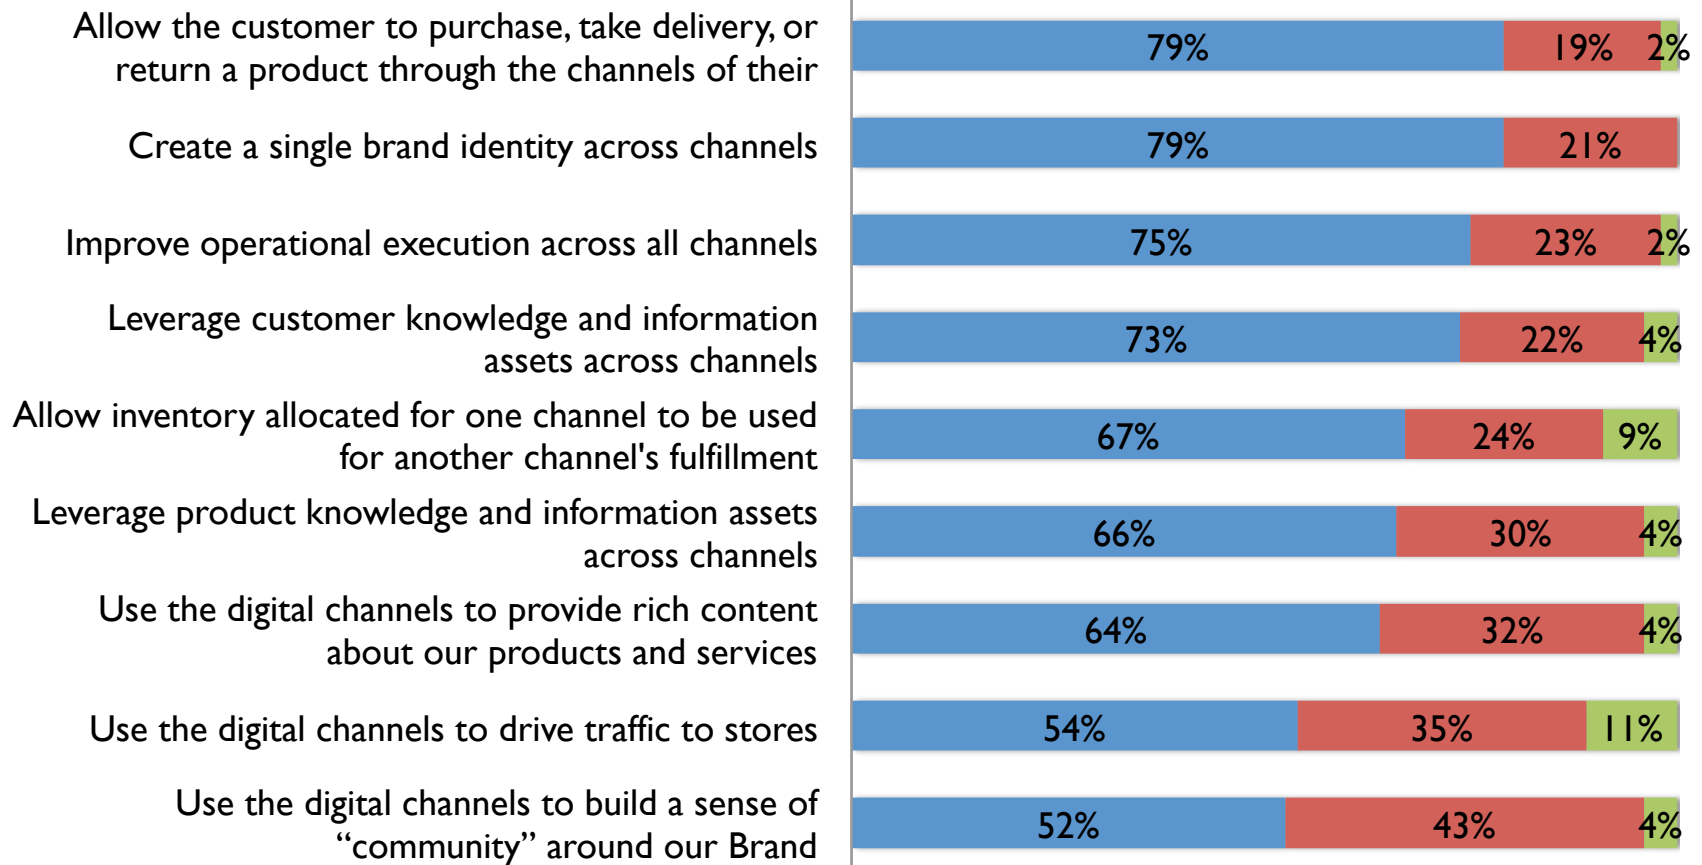 Allow the customer to purchase, take delivery, or
return a product through the channels of their
79% 19% 2%
Create a single brand identity across channels
79% 21%
Improve operational execution across all channels
75% 23% 2%
Leverage customer knowledge and information
assets across channels
73% 22% 4%
Allow inventory allocated for one channel to be used
for another channel's fulfillment
67% 24% 9%
Leverage product knowledge and information assets
across channels
66% 30% 4%
Use the digital channels to provide rich content
about our products and services
64% 32% 4%
Use the digital channels to drive traffic to stores
54% 35% 11%
Use the digital channels to build a sense of
“community” around our Brand
52% 43% 4%